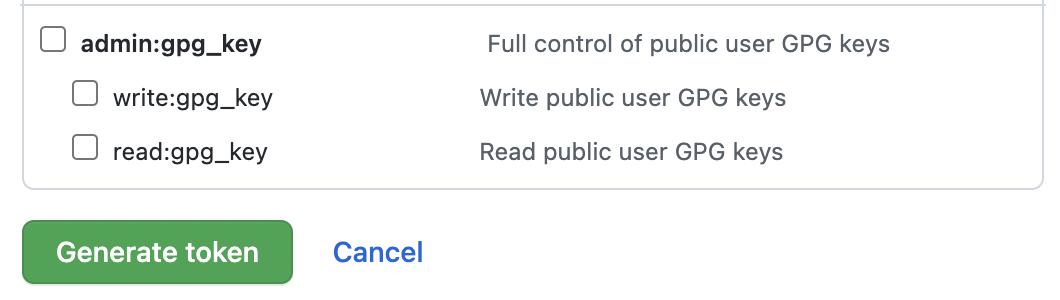 admin:gpg_key Full control of public user GPG keys
write:gpg_key Write public user GPG keys
read:gpg_key Read public user GPG keys
Generate token Cancel